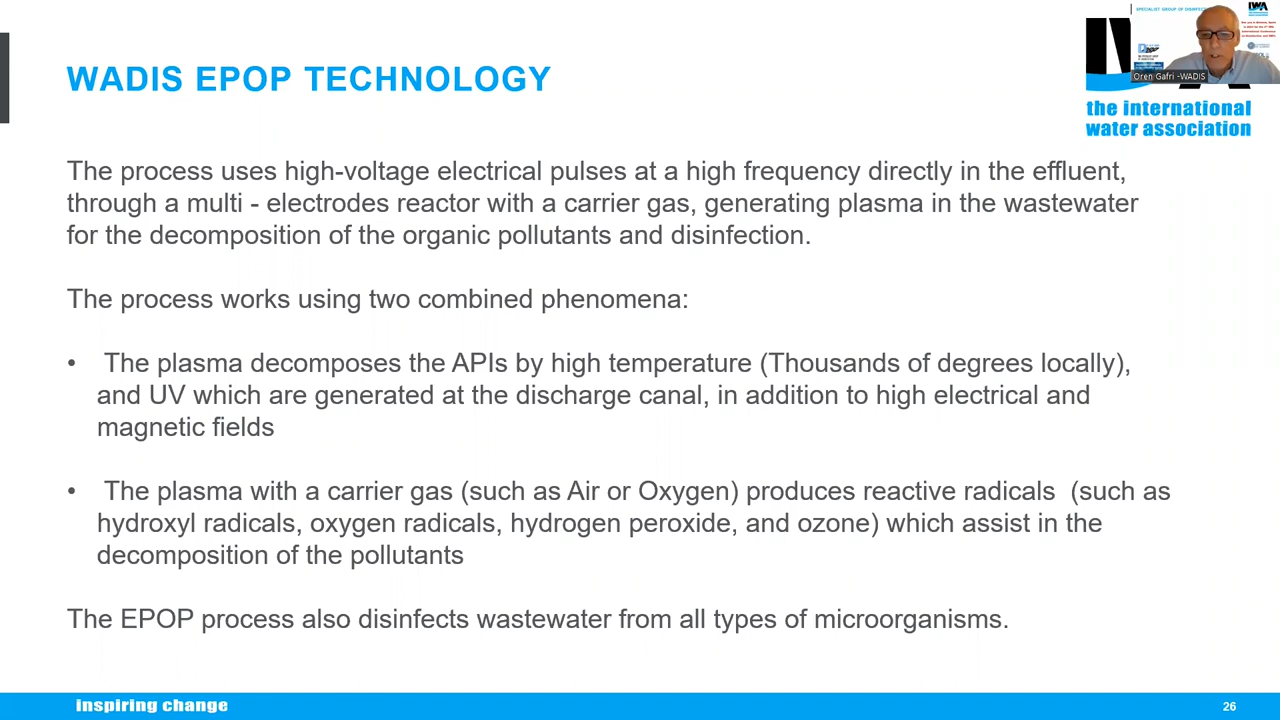 WADIS EPOP TECHNOLOGY
SPECIALIST GROUP OF DISINFECT
IWA
Oren Gafri -WADIS
the international
water association
The process uses high-voltage electrical pulses at a high frequency directly in the effluent,
through a multi - electrodes reactor with a carrier gas, generating plasma in the wastewater
for the decomposition of the organic pollutants and disinfection.
The process works using two combined phenomena:
• The plasma decomposes the APIs by high temperature (Thousands of degrees locally),
and UV which are generated at the discharge canal, in addition to high electrical and
magnetic fields
• The plasma with a carrier gas (such as Air or Oxygen) produces reactive radicals (such as
hydroxyl radicals, oxygen radicals, hydrogen peroxide, and ozone) which assist in the
decomposition of the pollutants
The EPOP process also disinfects wastewater from all types of microorganisms.
inspiring change
26